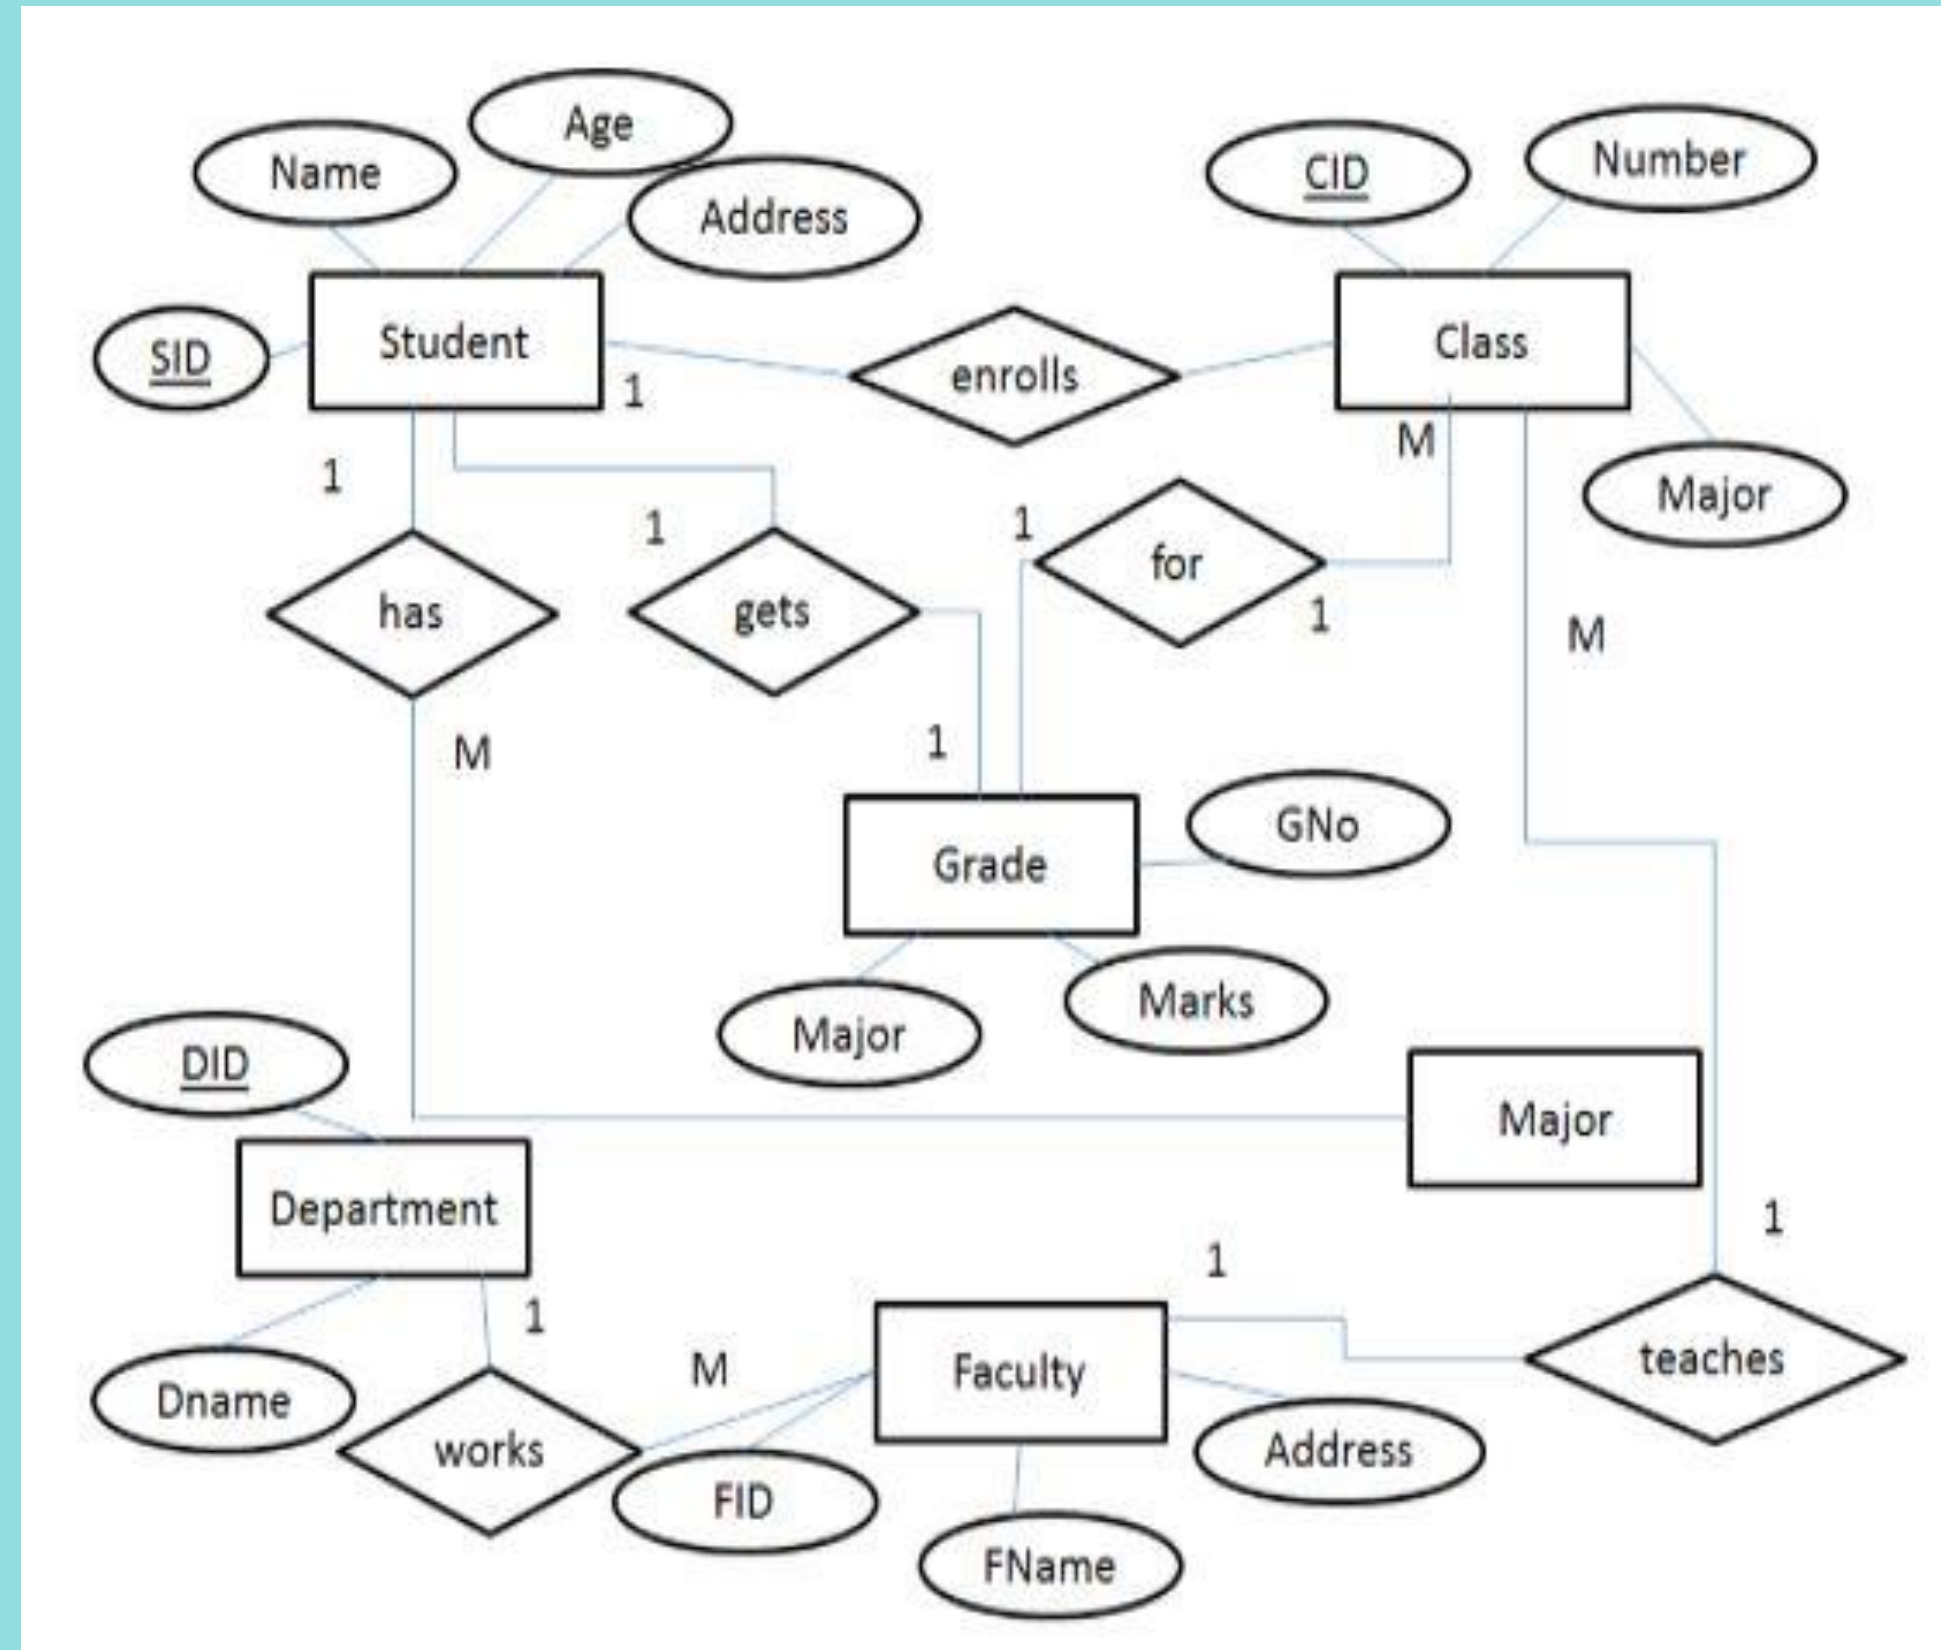 Age
Name
Address
CID
Number
SID
Student
enrolls
Class
1
M
1
Major
1
1
for
has
gets
1
M
M
1
GNo
Grade
Marks
Major
DID
Major
Department
1
1
1
M
Faculty
teaches
Dname
works
Address
FID
FName